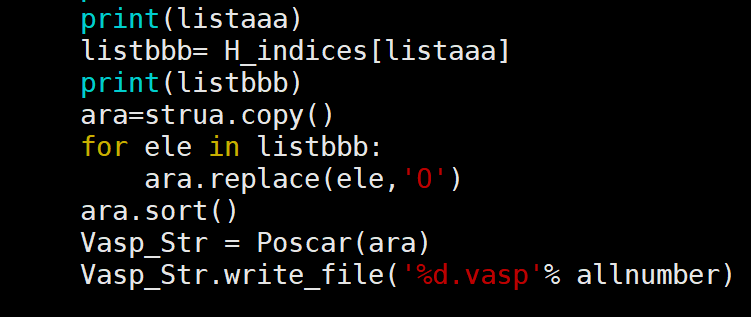 print(listaaa)
listbbb= H_indices[listaaa]
print(listbbb)
ara=strua.copy()
for ele in listbbb:
    ara.replace(ele,'O')
ara.sort()
Vasp_Str = Poscar(ara)
Vasp_Str.write_file('%d.vasp'% allnumber)